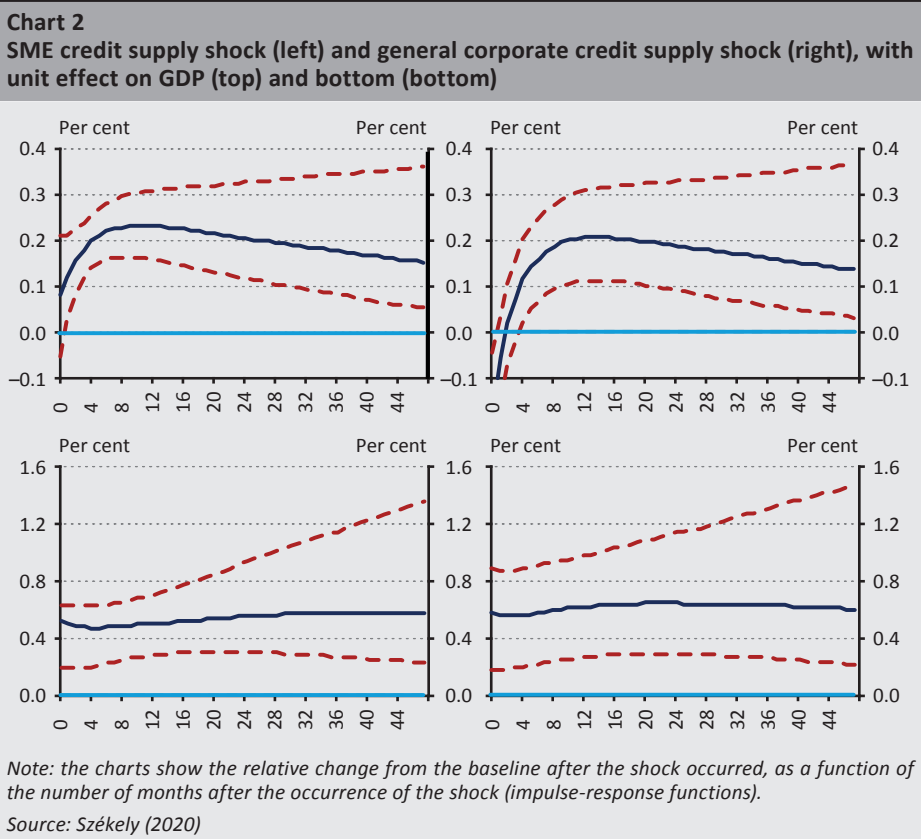 Chart 2
SME credit supply shock (left) and general corporate credit supply shock (right), with
unit effect on GDP (top) and bottom (bottom)
Per cent Per cent Per cent Per cent
0.4 0.4 0.4 0.4
0.3 0.3 0.3 0.3
0.2 0.2 0.2 0.2
0.1 0.1 0.1 0.1
0.0 0.0 0.0 0.0
–0.1 –0.1 –0.1 –0.1
0 4 8 12 16 20 24 28 32 36 40 44 0 4 8 12 16 20 24 28 32 36 40 44
Per cent Per cent Per cent Per cent
1.6 1.6 1.6 1.6
1.2 1.2 1.2 1.2
0.8 0.8 0.8 0.8
0.4 0.4 0.4 0.4
0.0 0.0 0.0 0.0
0 4 8 12 16 20 24 28 32 36 40 44 0 4 8 12 16 20 24 28 32 36 40 44
Note: the charts show the relative change from the baseline after the shock occurred, as a function of
the number of months after the occurrence of the shock (impulse-response functions).
Source: Székely (2020)